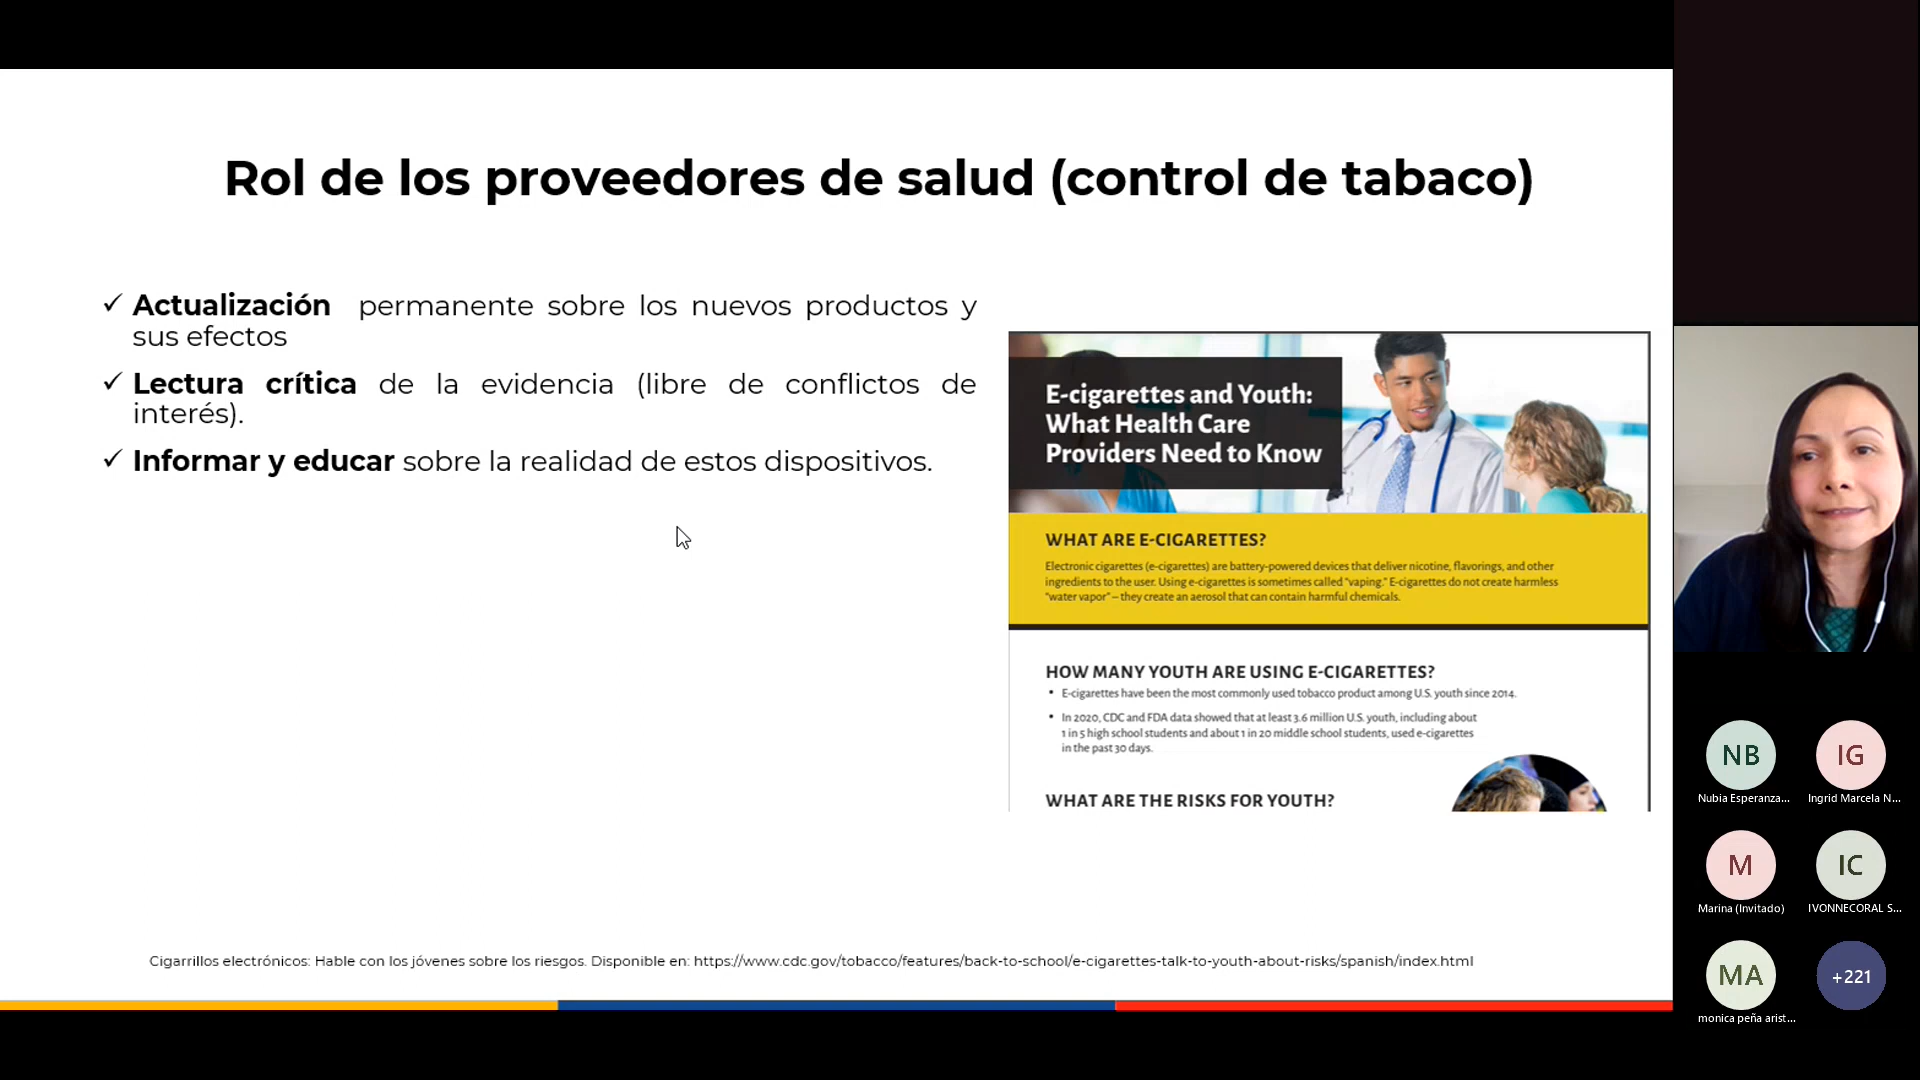 Rol de los proveedores de salud (control de tabaco)
✓ Actualización permanente sobre los nuevos productos y
sus efectos
✓ Lectura crítica de la evidencia (libre de conflictos de
interés).
✓ Informar y educar sobre la realidad de estos dispositivos.
E-cigarettes and Youth:
What Health Care
Providers Need to Know
WHAT ARE E-CIGARETTES?
Electronic cigarettes (e-cigarettes) are battery-powered devices that deliver nicotine, flavorings, and other
ingredients to the user. Using e-cigarettes is sometimes called "vaping." E-cigarettes do not create harmless
"water vapor" – they create an aerosol that can contain harmful chemicals.
HOW MANY YOUTH ARE USING E-CIGARETTES?
• E-cigarettes have been the most commonly used tobacco product among U.S. youth since 2014.
• In 2020, CDC and FDA data showed that at least 3.6 million U.S. youth, including about
1 in 5 high school students and about 1 in 20 middle school students, used e-cigarettes
in the past 30 days.
WHAT ARE THE RISKS FOR YOUTH?
Cigarrillos electrónicos: Hable con los jóvenes sobre los riesgos. Disponible en: https://www.cdc.gov/tobacco/features/back-to-school/e-cigarettes-talk-to-youth-about-risks/spanish/index.html
NB
Nubia Esperanza...
IG
Ingrid Marcela N...
M
Marina (Invitado)
IC
IVONNECORAL S...
MA
monica peña arist...
+221